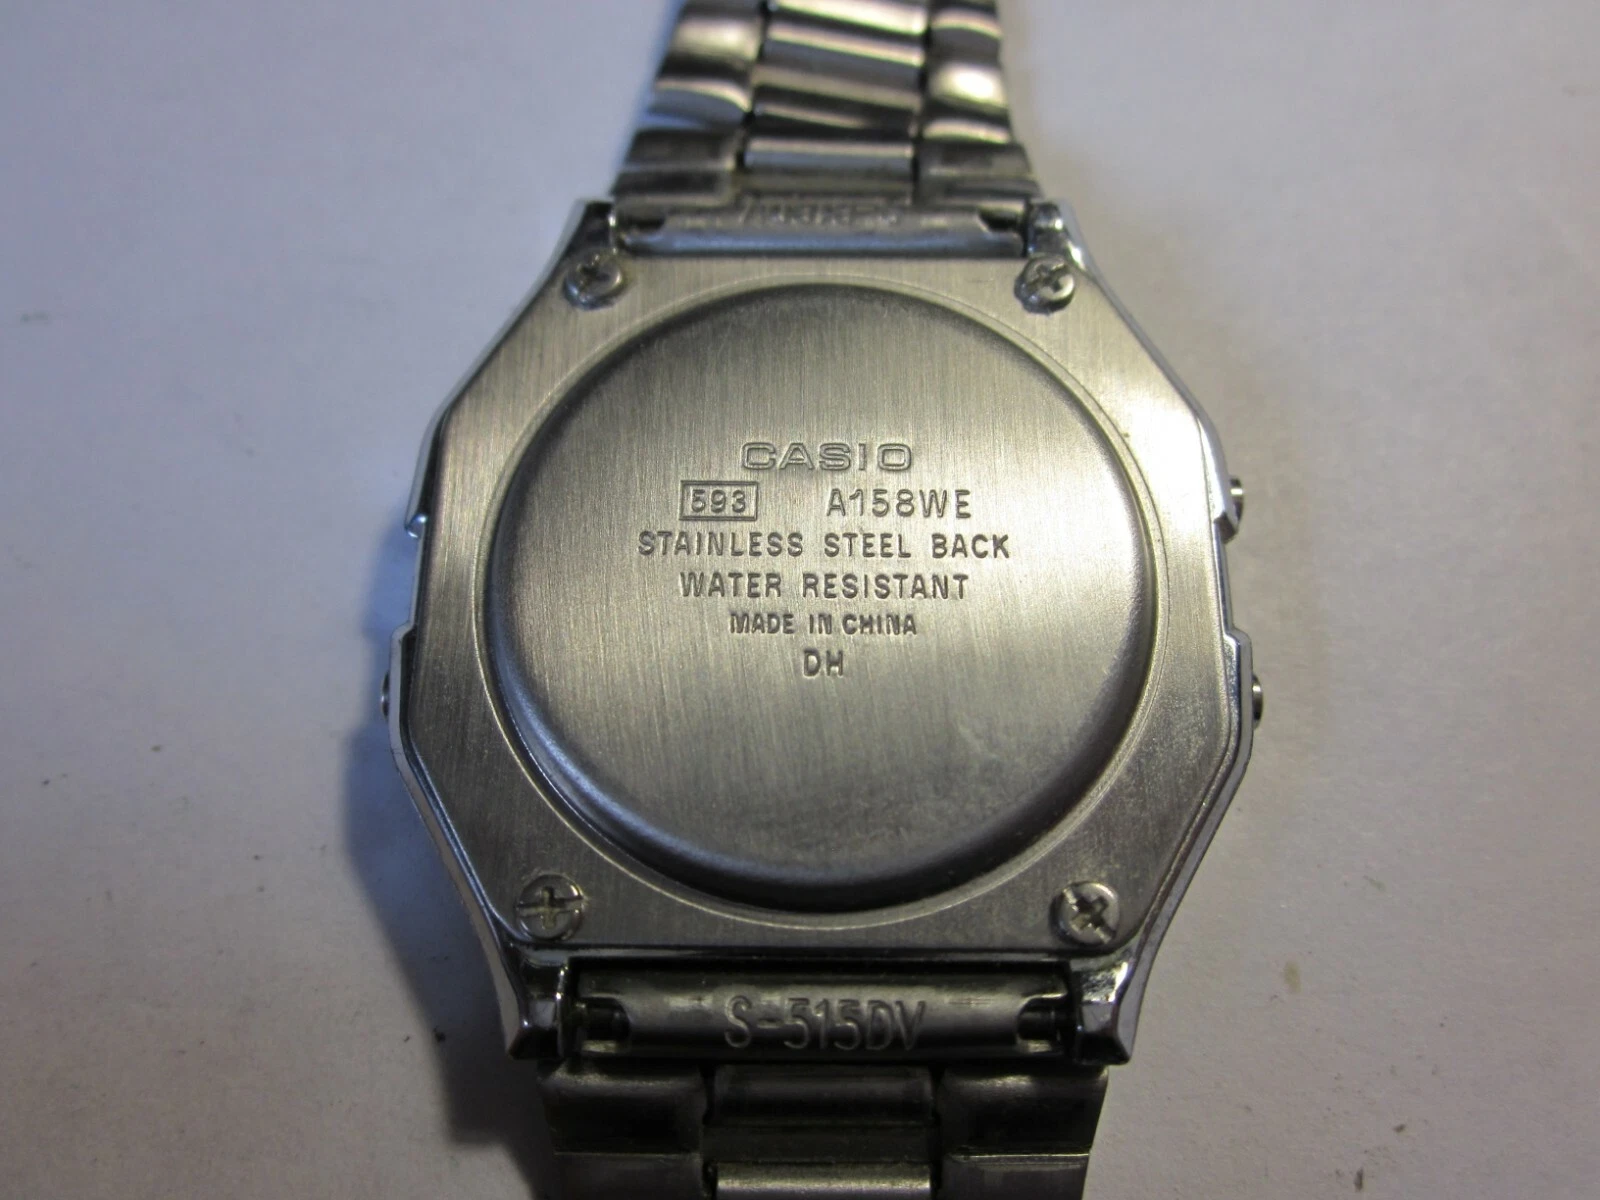 CASIO
593 A158WE
STAINLESS STEEL BACK
WATER RESISTANT
MADE IN CHINA
DH
S-515DV